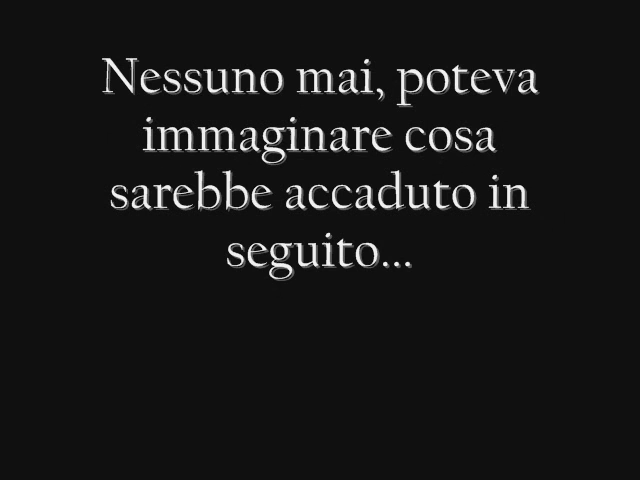 Nessuno mai, poteva
immaginare cosa
sarebbe accaduto in
seguito...